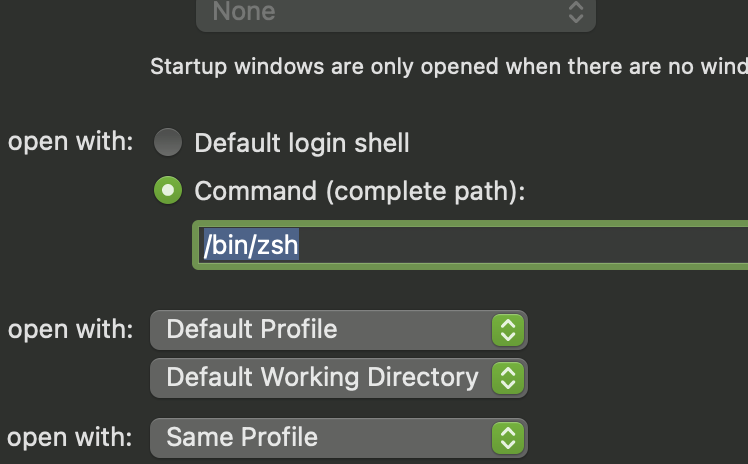 None
Startup windows are only opened when there are no wind
open with:
Default login shell
Command (complete path):
/bin/zsh
open with:
Default Profile
Default Working Directory
open with:
Same Profile